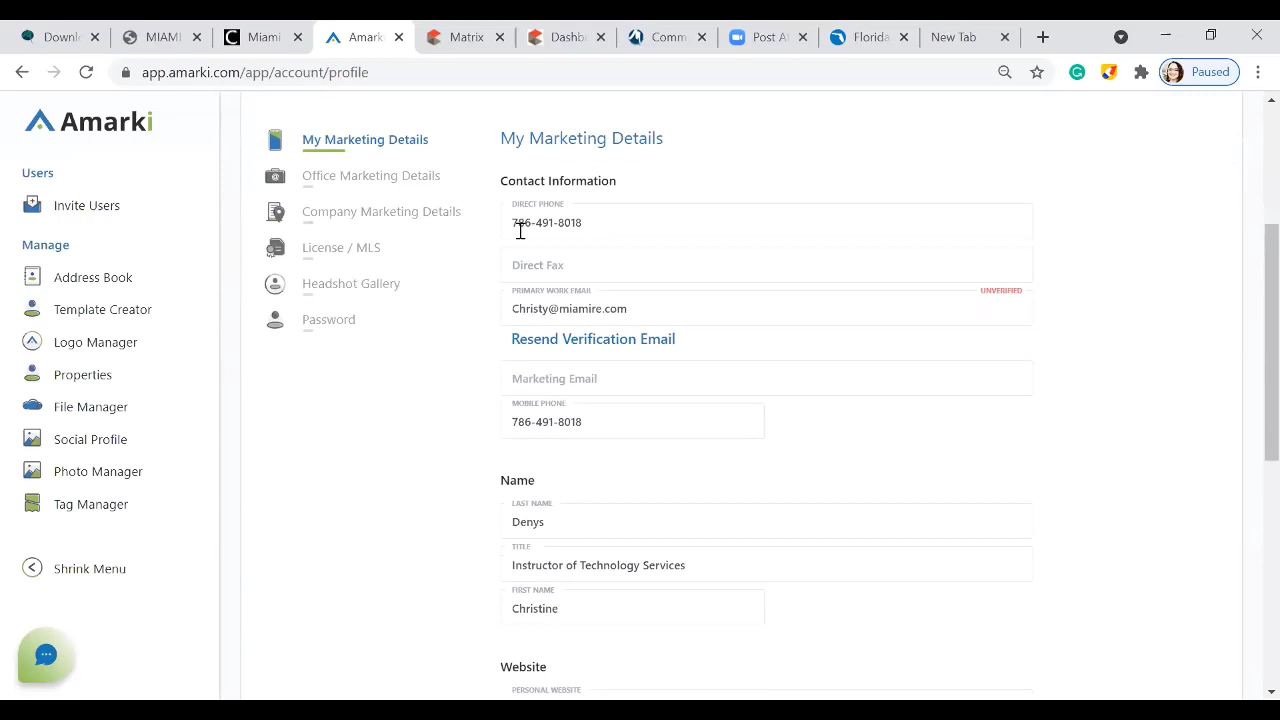 Downl
MIAMI
Miami
Amark
Matrix
Dashb
Comm
Post At
Florida
New Tab
app.amarki.com/app/account/profile
Paused
Amarki
Users
Invite Users
Manage
Address Book
Template Creator
Logo Manager
Properties
File Manager
Social Profile
Photo Manager
Tag Manager
Shrink Menu
My Marketing Details
Office Marketing Details
Company Marketing Details
License / MLS
Headshot Gallery
Password
My Marketing Details
Contact Information
DIRECT PHONE
786-491-8018
Direct Fax
PRIMARY WORK EMAIL
UNVERIFIED
Christy@miamire.com
Resend Verification Email
Marketing Email
MOBILE PHONE
786-491-8018
Name
LAST NAME
Denys
TITLE
Instructor of Technology Services
FIRST NAME
Christine
Website
PERSONAL WEBSITE